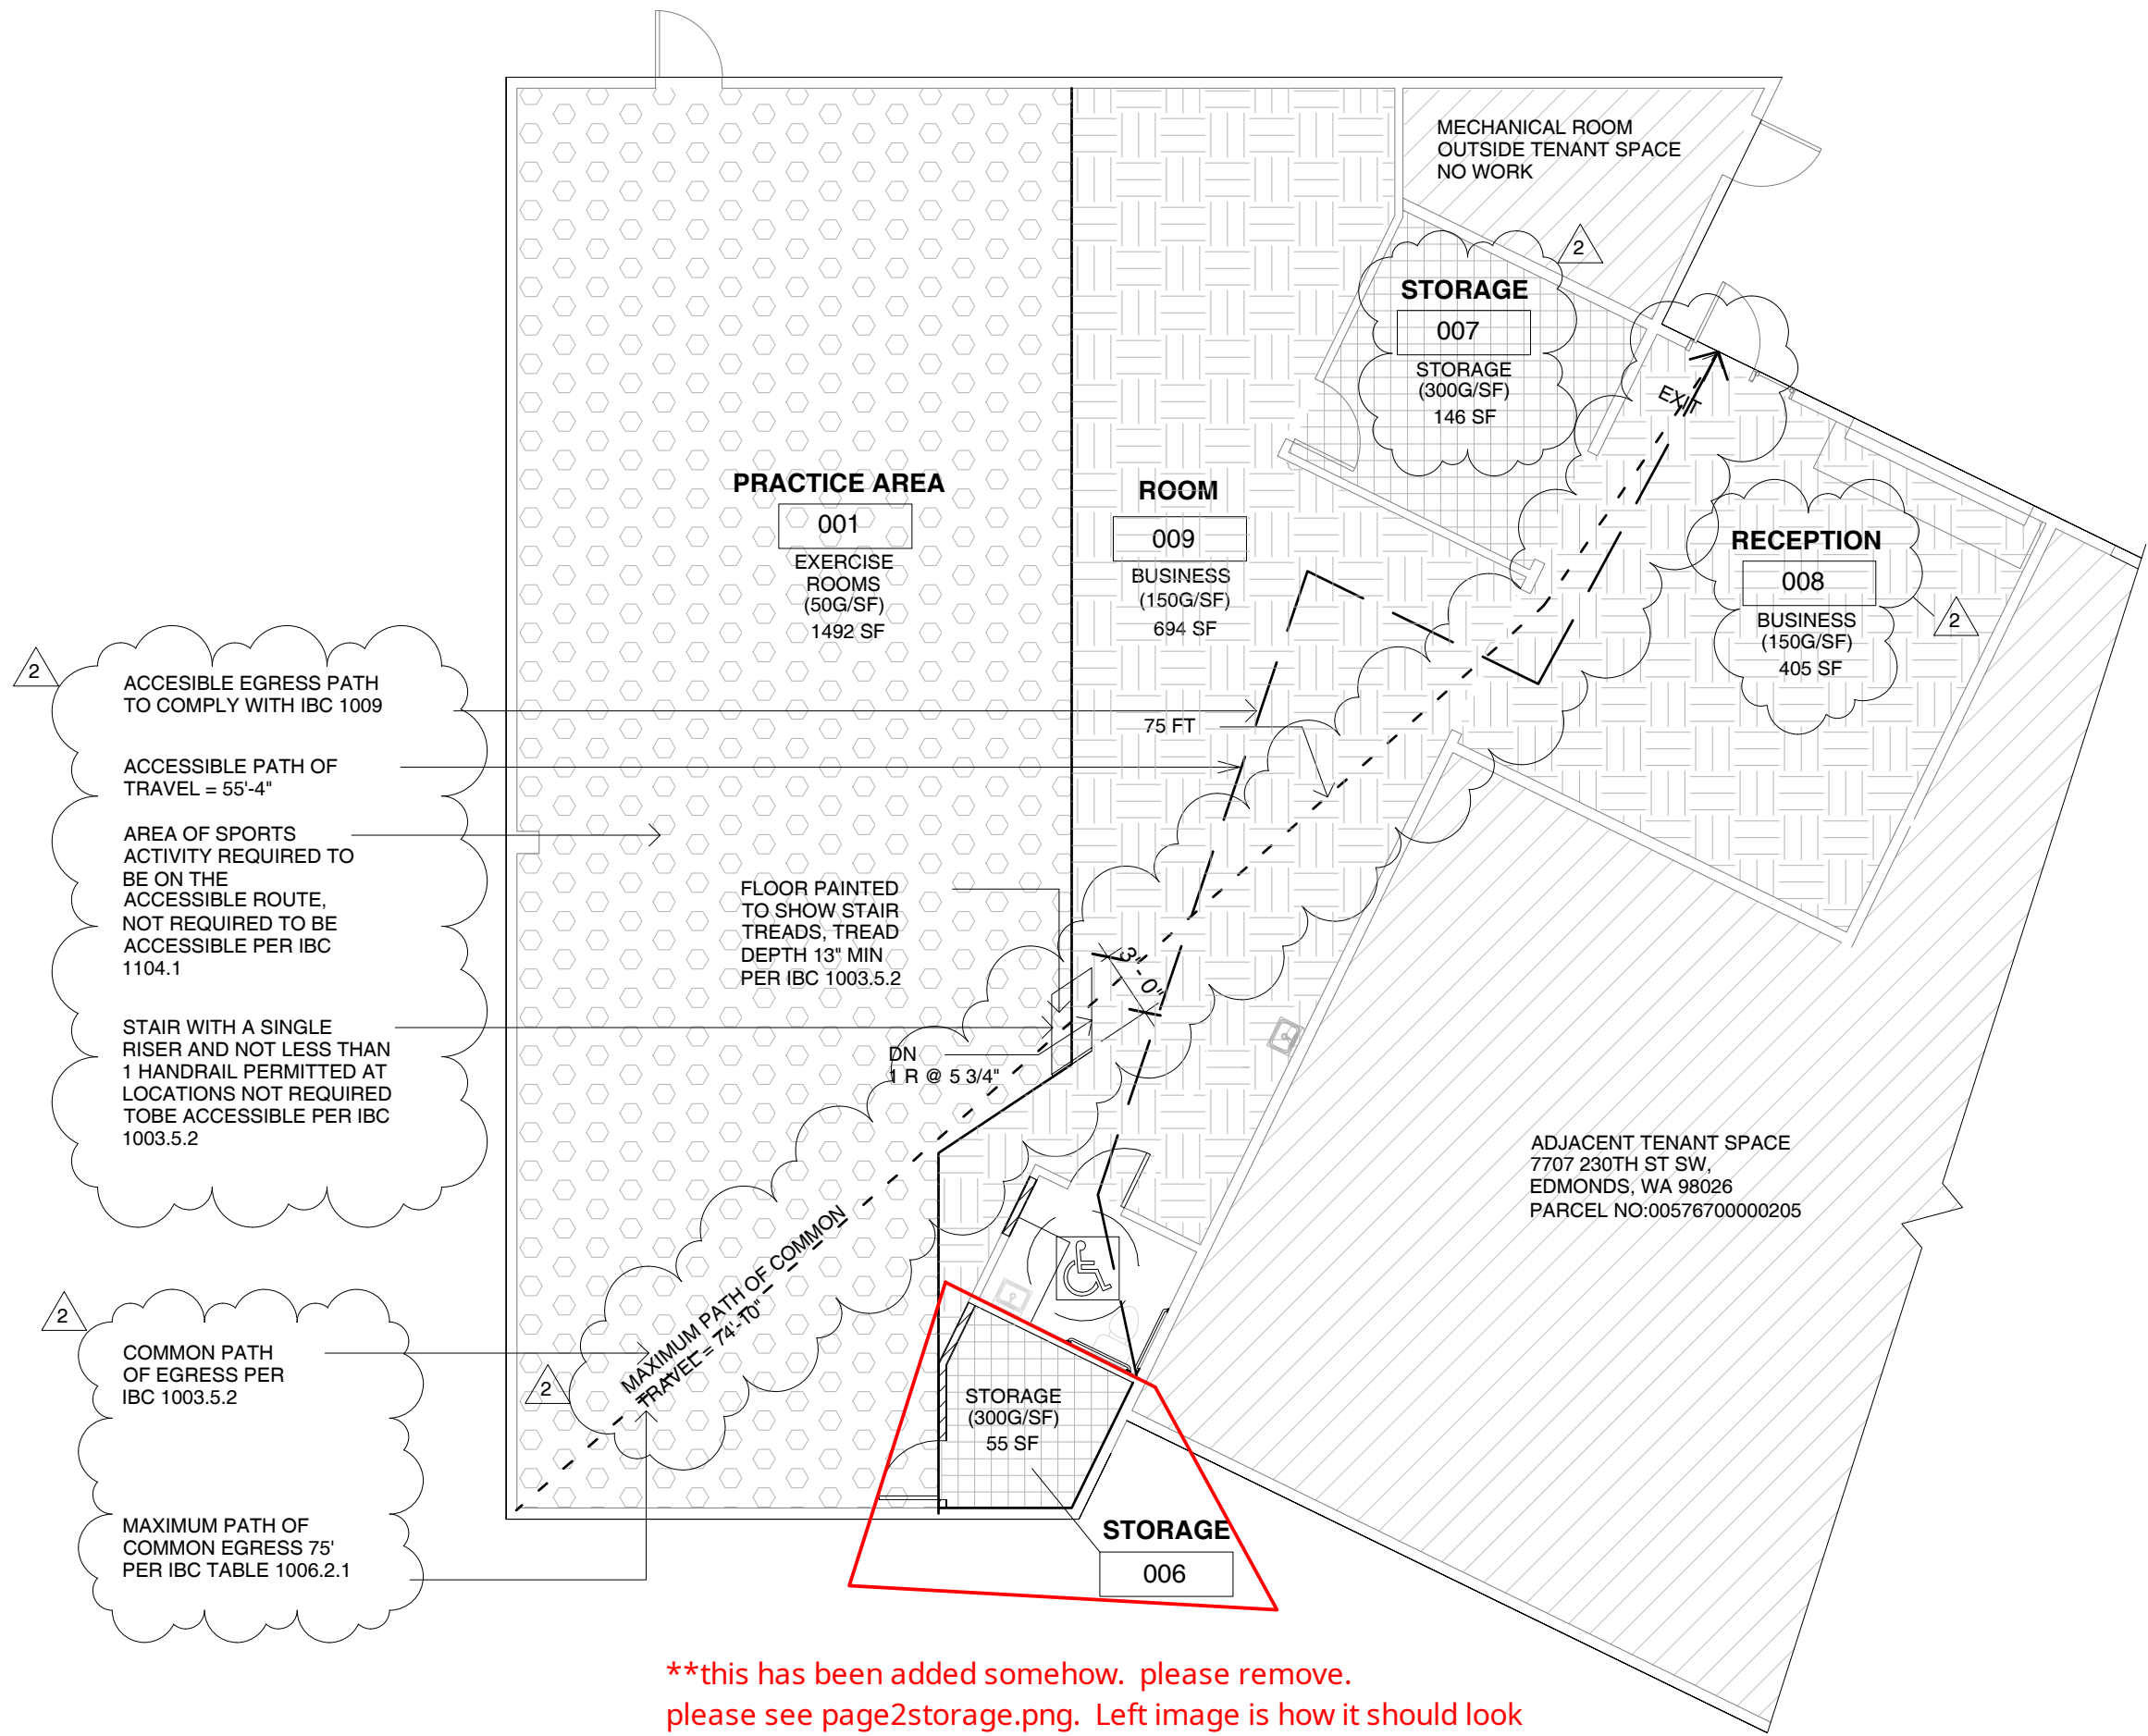 MECHANICAL ROOM
OUTSIDE TENANT SPACE
NO WORK
2
STORAGE
007
STORAGE
(300G/SF)
146 SF
EXIT
PRACTICE AREA
001
EXERCISE
ROOMS
(50G/SF)
1492 SF
ROOM
009
BUSINESS
(150G/SF)
694 SF
RECEPTION
008
BUSINESS
(150G/SF)
405 SF
2
2
ACCESIBLE EGRESS PATH
TO COMPLY WITH IBC 1009
ACCESSIBLE PATH OF
TRAVEL = 55'-4"
AREA OF SPORTS
ACTIVITY REQUIRED TO
BE ON THE
ACCESSIBLE ROUTE,
NOT REQUIRED TO BE
ACCESSIBLE PER IBC
1104.1
STAIR WITH A SINGLE
RISER AND NOT LESS THAN
1 HANDRAIL PERMITTED AT
LOCATIONS NOT REQUIRED
TOBE ACCESSIBLE PER IBC
1003.5.2
75 FT
FLOOR PAINTED
TO SHOW STAIR
TREADS, TREAD
DEPTH 13" MIN
PER IBC 1003.5.2
3' - 0"
DN
1 R @ 5 3/4"
ADJACENT TENANT SPACE
7707 230TH ST SW,
EDMONDS, WA 98026
PARCEL NO:00576700000205
MAXIMUM PATH OF COMMON
TRAVEL = 74'-10"
2
2
COMMON PATH
OF EGRESS PER
IBC 1003.5.2
MAXIMUM PATH OF
COMMON EGRESS 75'
PER IBC TABLE 1006.2.1
STORAGE
(300G/SF)
55 SF
STORAGE
006
**this has been added somehow.  please remove.
please see page2storage.png.  Left image is how it should look